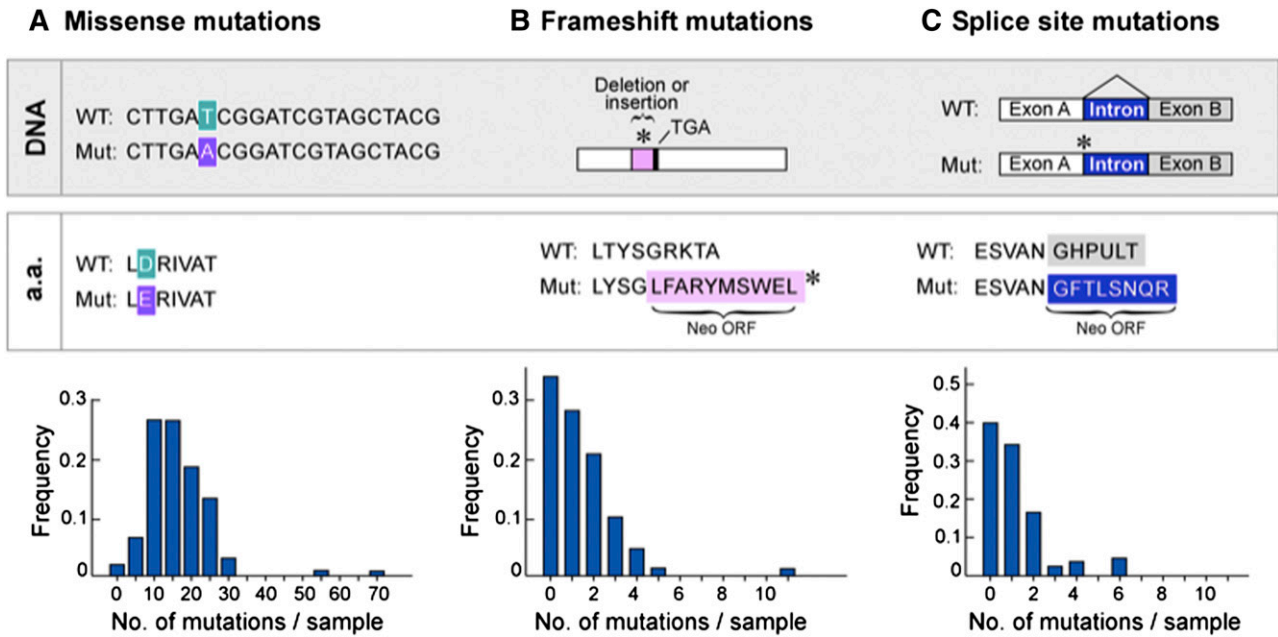 A Missense mutations
B Frameshift mutations
C Splice site mutations
DNA
WT: CTTGATCGGATCGTAGCTACG
Mut: CTTGAACGGATCGTAGCTACG
Deletion or
insertion
*
TGA
WT: Exon A Intron Exon B
*
Mut: Exon A Intron Exon B
a.a.
WT: LDRIVAT
Mut: LERIVAT
WT: LTYSGRKTA
Mut: LYSGLFARYMSWEL*
Neo ORF
WT: ESVAN GHPULT
Mut: ESVAN GFTLSNQR
Neo ORF
Frequency
0.3
0.2
0.1
0
0 10 20 30 40 50 60 70
No. of mutations / sample
Frequency
0.3
0.2
0.1
0
0 2 4 6 8 10
No. of mutations / sample
Frequency
0.5
0.4
0.3
0.2
0.1
0
0 2 4 6 8 10
No. of mutations / sample